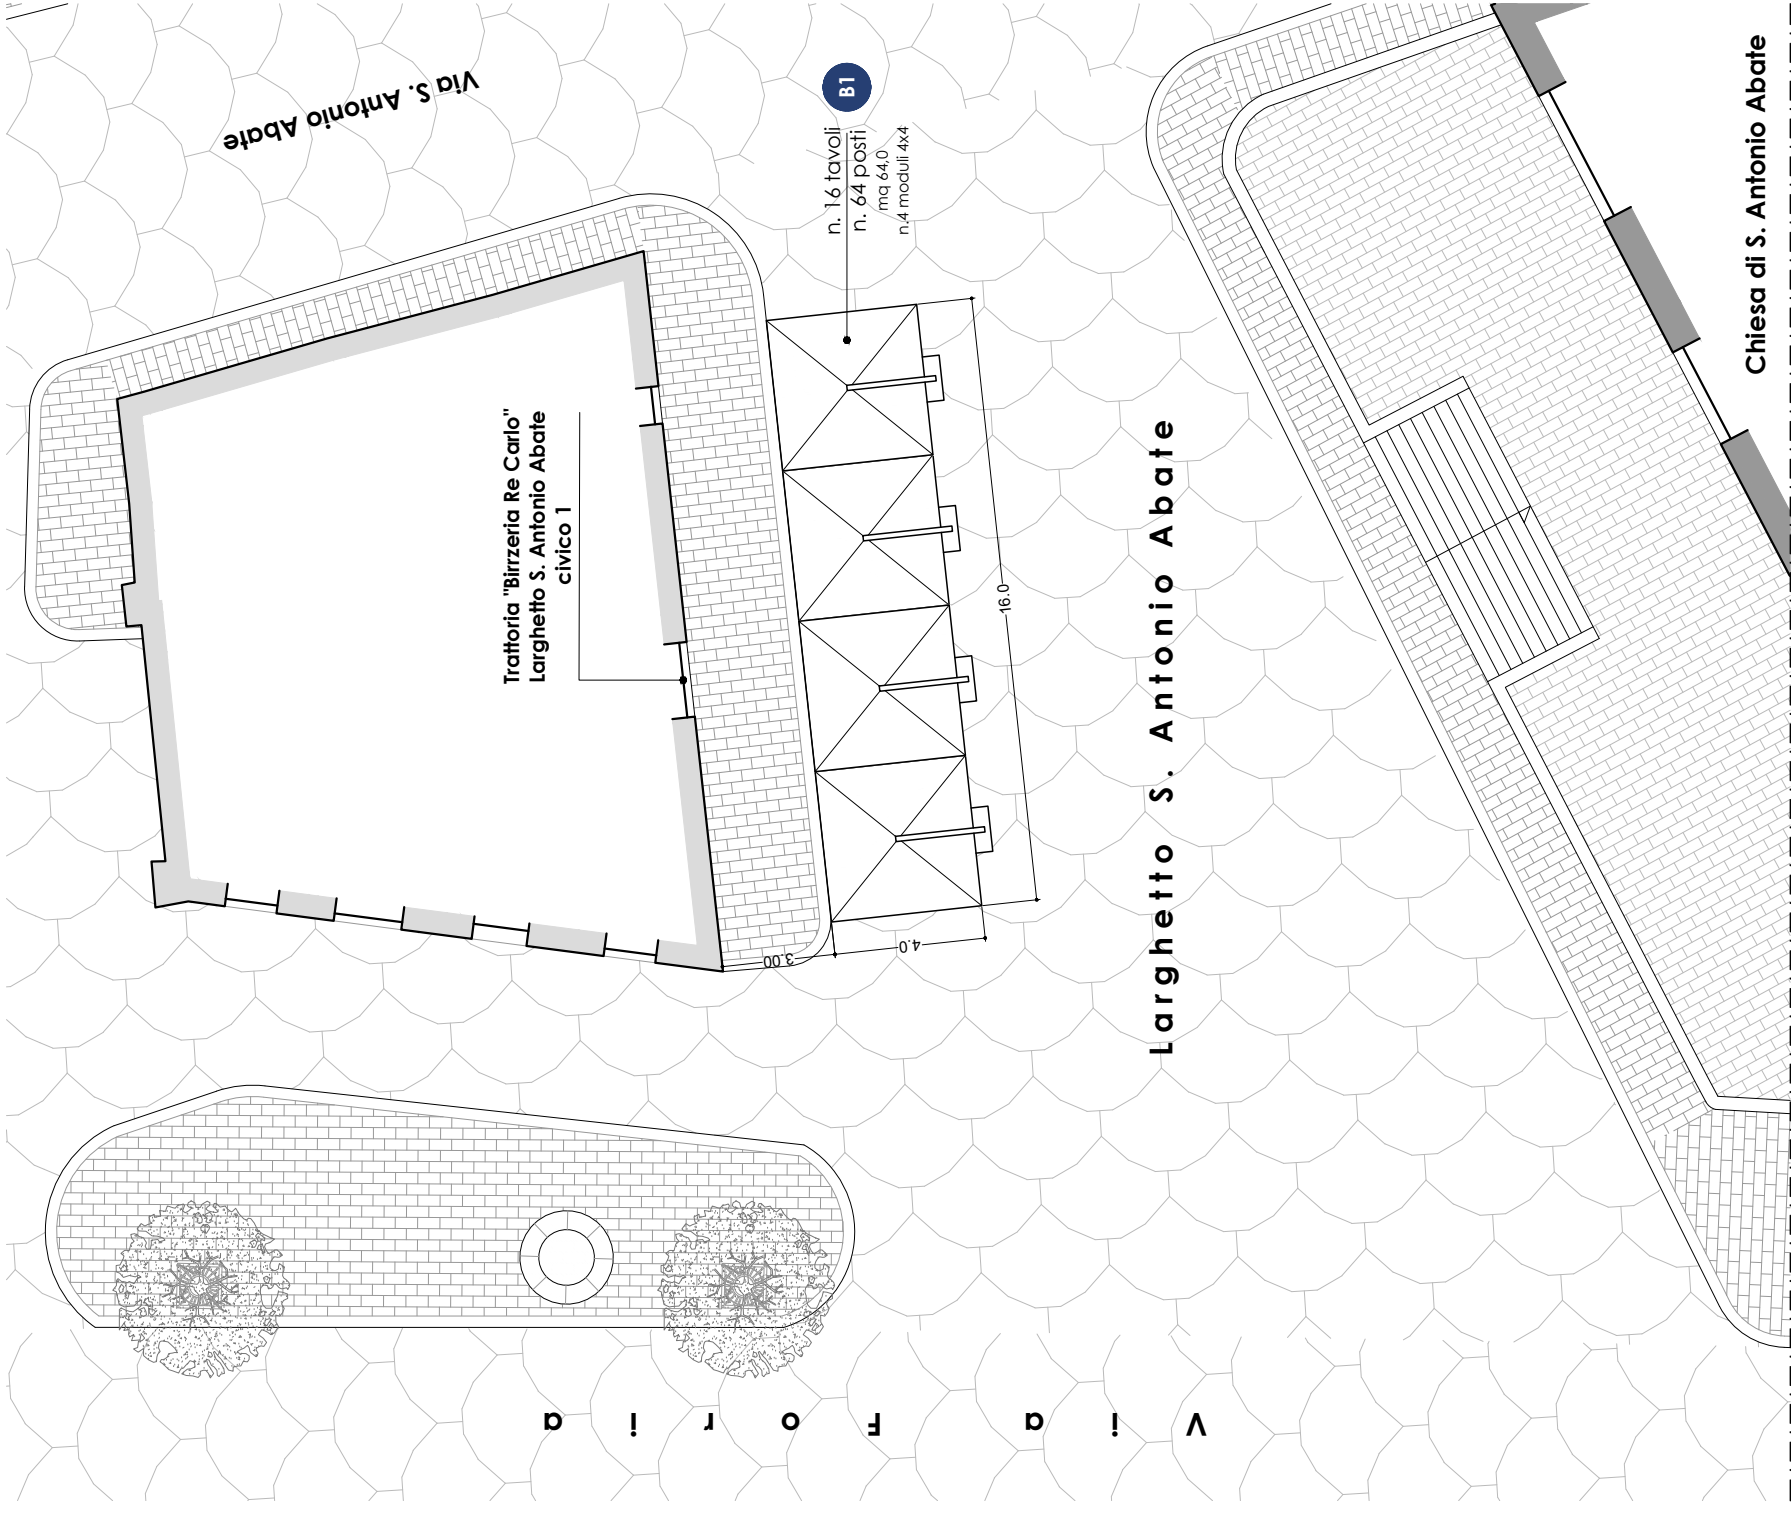 Via S. Antonio Abate
B1
n. 16 tavoli
n. 64 posti
mq 64,0
n.4 moduli 4x4
Trattoria "Birrzeria Re Carlo"
Larghetto S. Antonio Abate
civico 1
16.0
4.0
3.00
Larghetto S. Antonio Abate
Chiesa di S. Antonio Abate
Via Foria